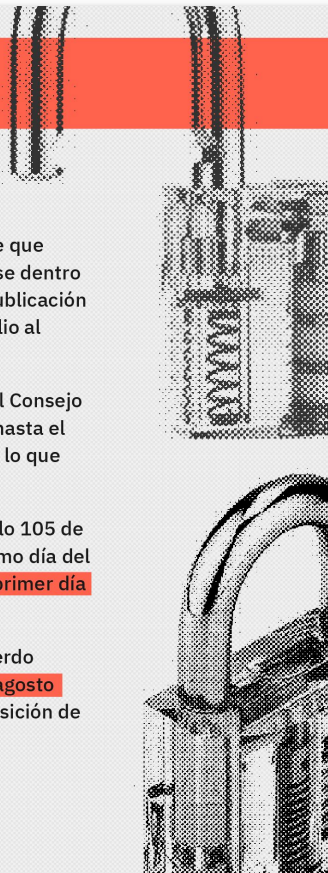 e que
se dentro
ublicación
lio al
l Consejo
hasta el
lo que
lo 105 de
mo día del
primer día
erdo
agosto
sición de